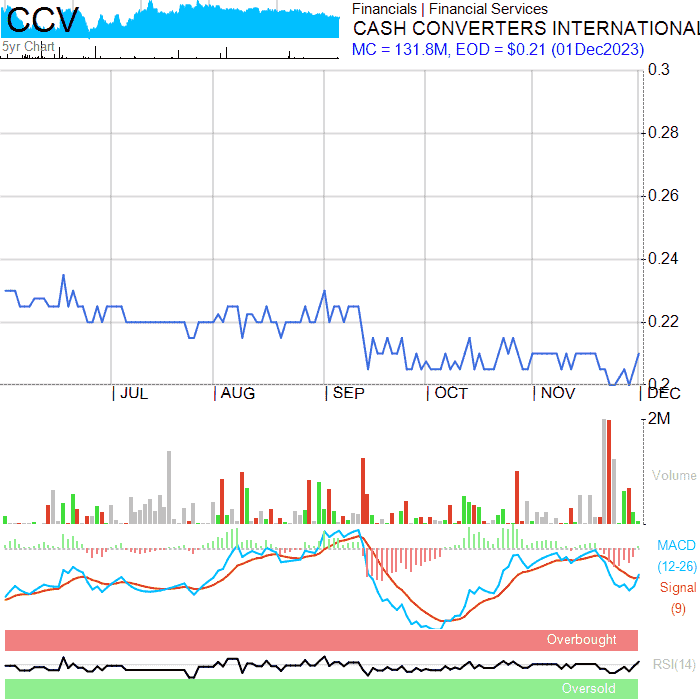 CCV
5yr Chart
Financials | Financial Services
CASH CONVERTERS INTERNATIONAL
MC = 131.8M, EOD = $0.21 (01Dec2023)
0.3
0.28
0.26
0.24
0.22
0.2
JUL
AUG
SEP
OCT
NOV
DEC
2M
Volume
MACD
(12-26)
Signal
(9)
Overbought
RSI(14)
Oversold